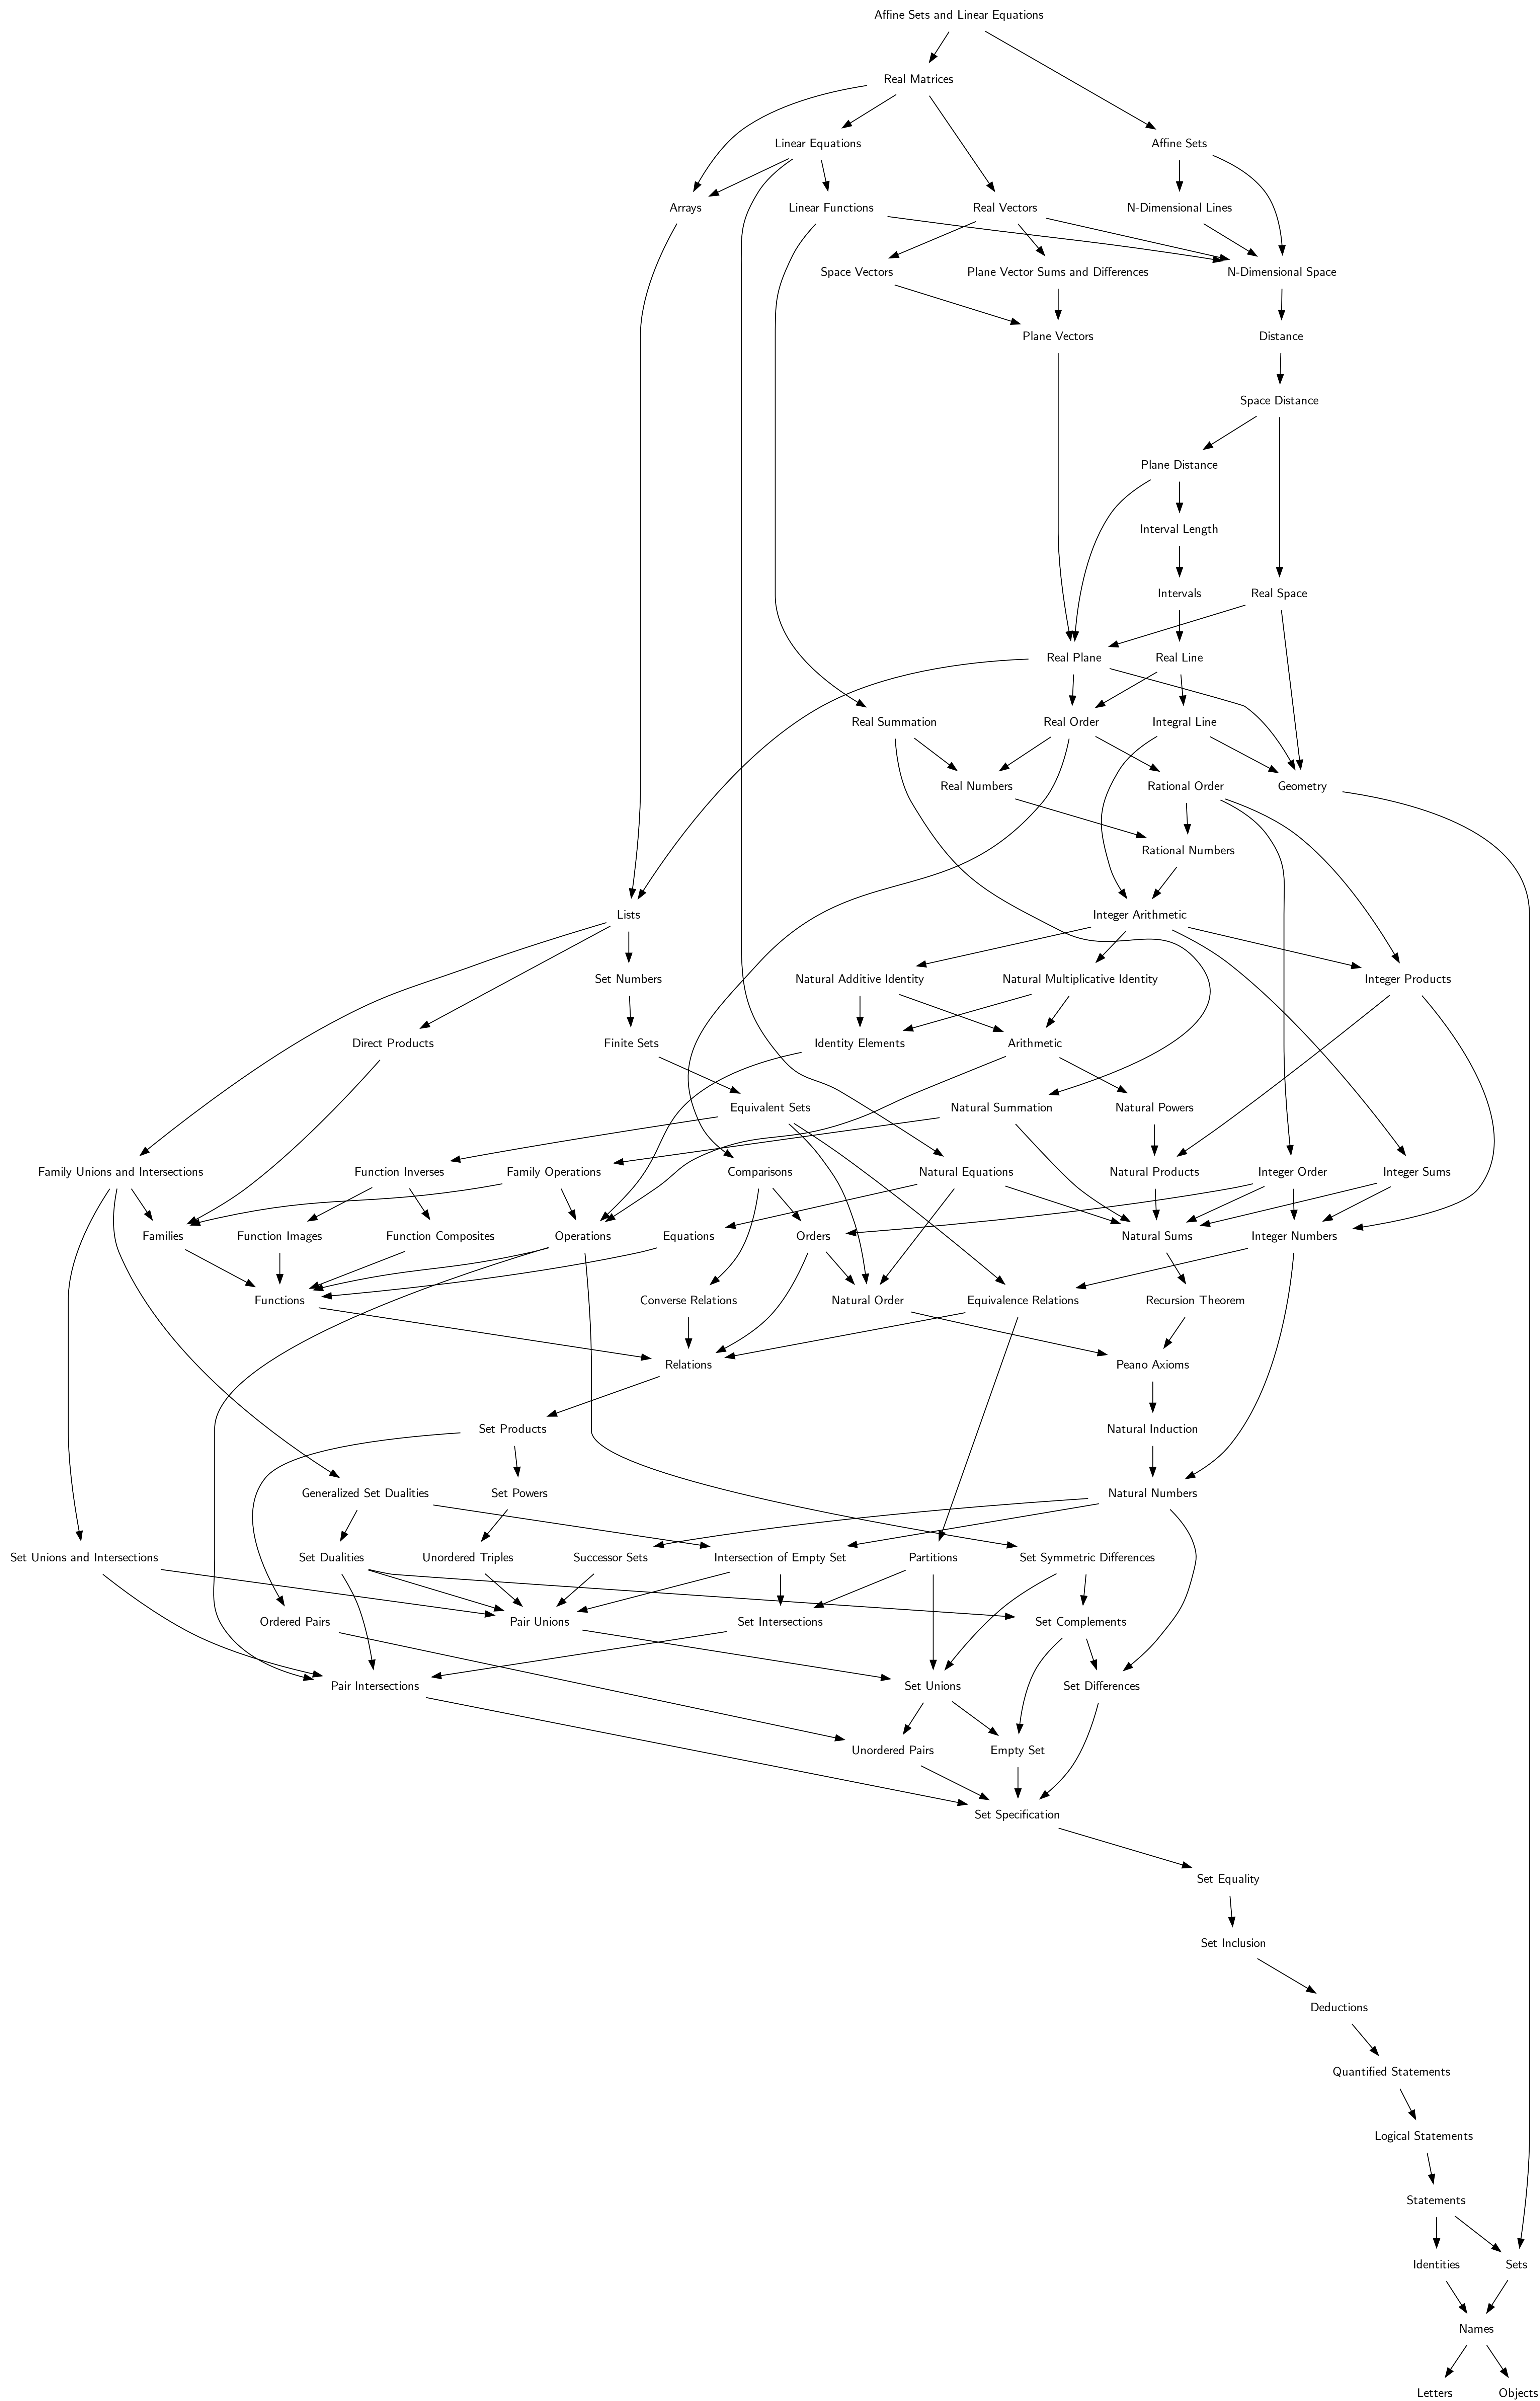 Affine Sets and Linear Equations
Real Matrices
Linear Equations
Affine Sets
Arrays
Linear Functions
Real Vectors
N-Dimensional Lines
Space Vectors
Plane Vector Sums and Differences
N-Dimensional Space
Plane Vectors
Distance
Space Distance
Plane Distance
Interval Length
Intervals
Real Space
Real Plane
Real Line
Real Summation
Real Order
Integral Line
Real Numbers
Rational Order
Geometry
Rational Numbers
Lists
Integer Arithmetic
Set Numbers
Natural Additive Identity
Natural Multiplicative Identity
Integer Products
Direct Products
Finite Sets
Identity Elements
Arithmetic
Equivalent Sets
Natural Summation
Natural Powers
Family Unions and Intersections
Function Inverses
Family Operations
Comparisons
Natural Equations
Natural Products
Integer Order
Integer Sums
Families
Function Images
Function Composites
Operations
Equations
Orders
Natural Sums
Integer Numbers
Functions
Converse Relations
Natural Order
Equivalence Relations
Recursion Theorem
Relations
Peano Axioms
Set Products
Natural Induction
Generalized Set Dualities
Set Powers
Natural Numbers
Set Unions and Intersections
Set Dualities
Unordered Triples
Successor Sets
Intersection of Empty Set
Partitions
Set Symmetric Differences
Ordered Pairs
Pair Unions
Set Intersections
Set Complements
Pair Intersections
Set Unions
Set Differences
Unordered Pairs
Empty Set
Set Specification
Set Equality
Set Inclusion
Deductions
Quantified Statements
Logical Statements
Statements
Identities
Sets
Names
Letters
Objects